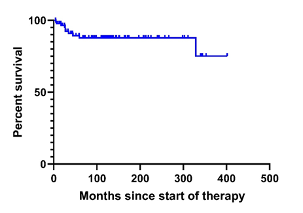 100
50
0
0 100 200 300 400 500
Percent survival
Months since start of therapy